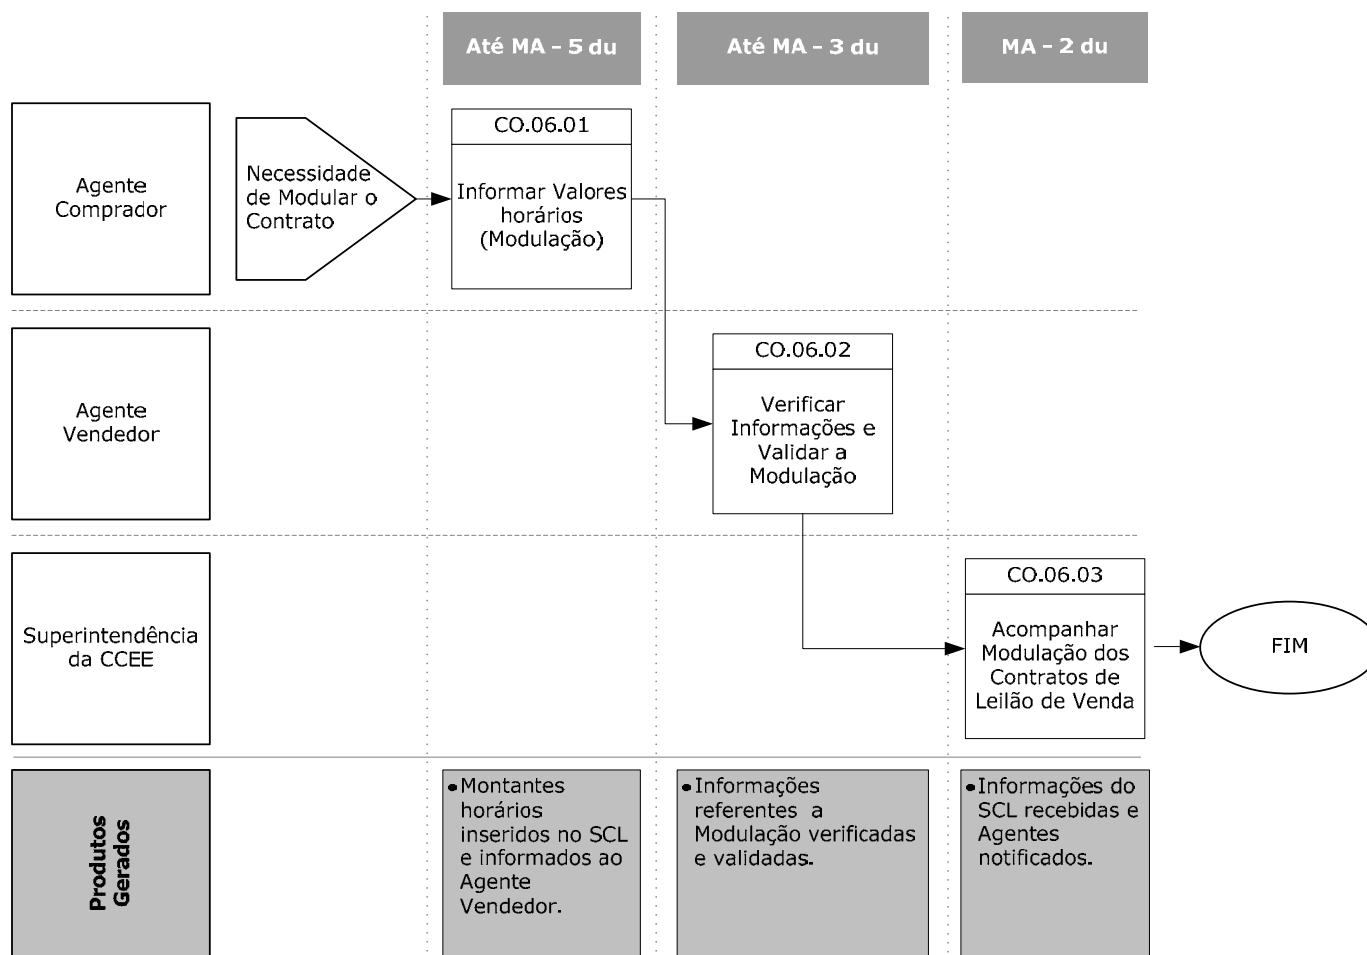 Até MA – 5 du
Até MA – 3 du
MA – 2 du
Agente
Comprador
Necessidade
de Modular o
Contrato
CO.06.01
Informar Valores
horários
(Modulação)
Agente
Vendedor
CO.06.02
Verificar
Informações e
Validar a
Modulação
Superintendência
da CCEE
CO.06.03
Acompanhar
Modulação dos
Contratos de
Leilão de Venda
FIM
Produtos
Gerados
•Montantes
horários
inseridos no SCL
e informados ao
Agente
Vendedor.
•Informações
referentes a
Modulação verificadas
e validadas.
•Informações do
SCL recebidas e
Agentes
notificados.